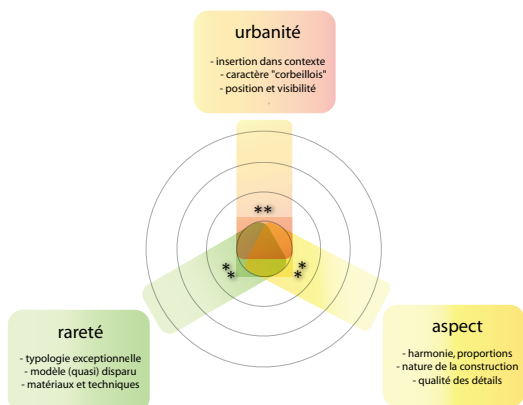 urbanité
- insertion dans contexte
- caractère "corbeillois"
- position et visibilité
-
**
**
**
rareté
- typologie exceptionnelle
- modèle (quasi) disparu
- matériaux et techniques
aspect
- harmonie, proportions
- nature de la construction
- qualité des détails